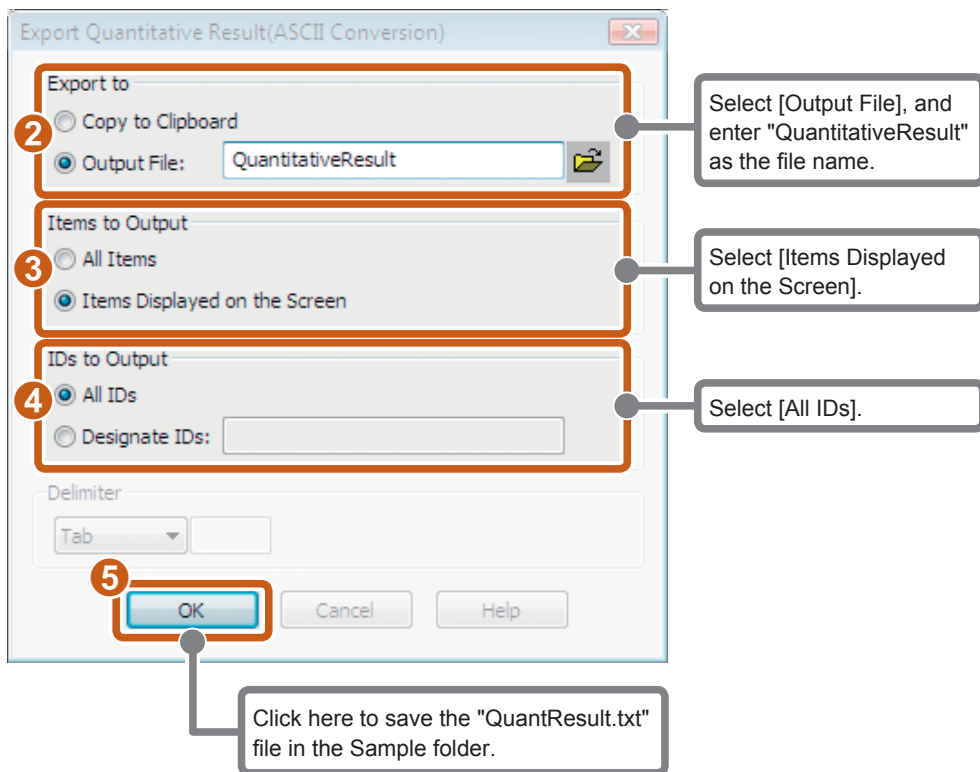 Export Quantitative Result(ASCII Conversion)
Export to
2
Copy to Clipboard
Output File: QuantitativeResult
Select [Output File], and
enter "QuantitativeResult"
as the file name.
Items to Output
3
All Items
Items Displayed on the Screen
Select [Items Displayed
on the Screen].
IDs to Output
4
All IDs
Designate IDs:
Select [All IDs].
Delimiter
Tab
5
OK Cancel Help
Click here to save the "QuantResult.txt"
file in the Sample folder.